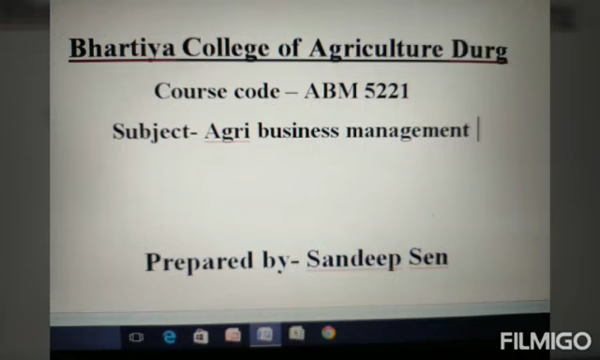 Bhartiya College of Agriculture Durg
Course code – ABM 5221
Subject- Agri business management
Prepared by- Sandeep Sen
FILMIGO